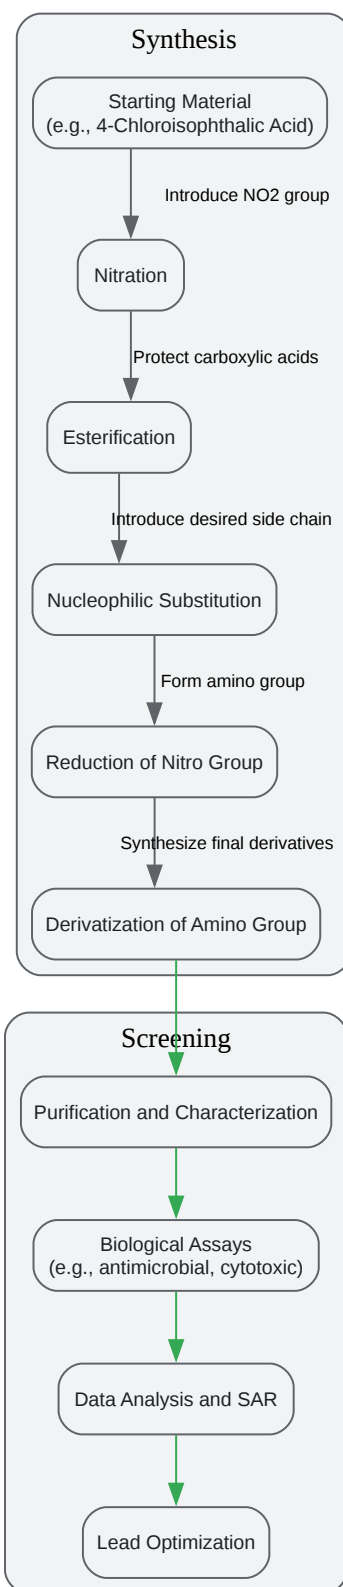 Synthesis
Starting Material
(e.g., 4-Chloroisophthalic Acid)
Introduce NO2 group
Nitration
Protect carboxylic acids
Esterification
Introduce desired side chain
Nucleophilic Substitution
Form amino group
Reduction of Nitro Group
Synthesize final derivatives
Derivatization of Amino Group
Screening
Purification and Characterization
Biological Assays
(e.g., antimicrobial, cytotoxic)
Data Analysis and SAR
Lead Optimization